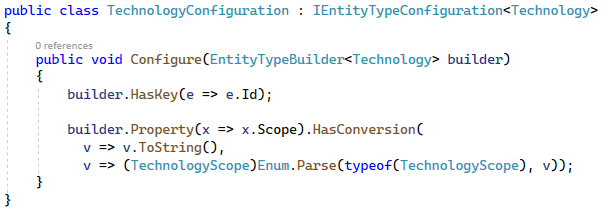 public class TechnologyConfiguration : IEntityTypeConfiguration<Technology>
{
0 references
public void Configure(EntityTypeBuilder<Technology> builder)
{
builder.HasKey(e => e.Id);
builder.Property(x => x.Scope).HasConversion(
v => v.ToString(),
v => (TechnologyScope)Enum.Parse(typeof(TechnologyScope), v));
}
}